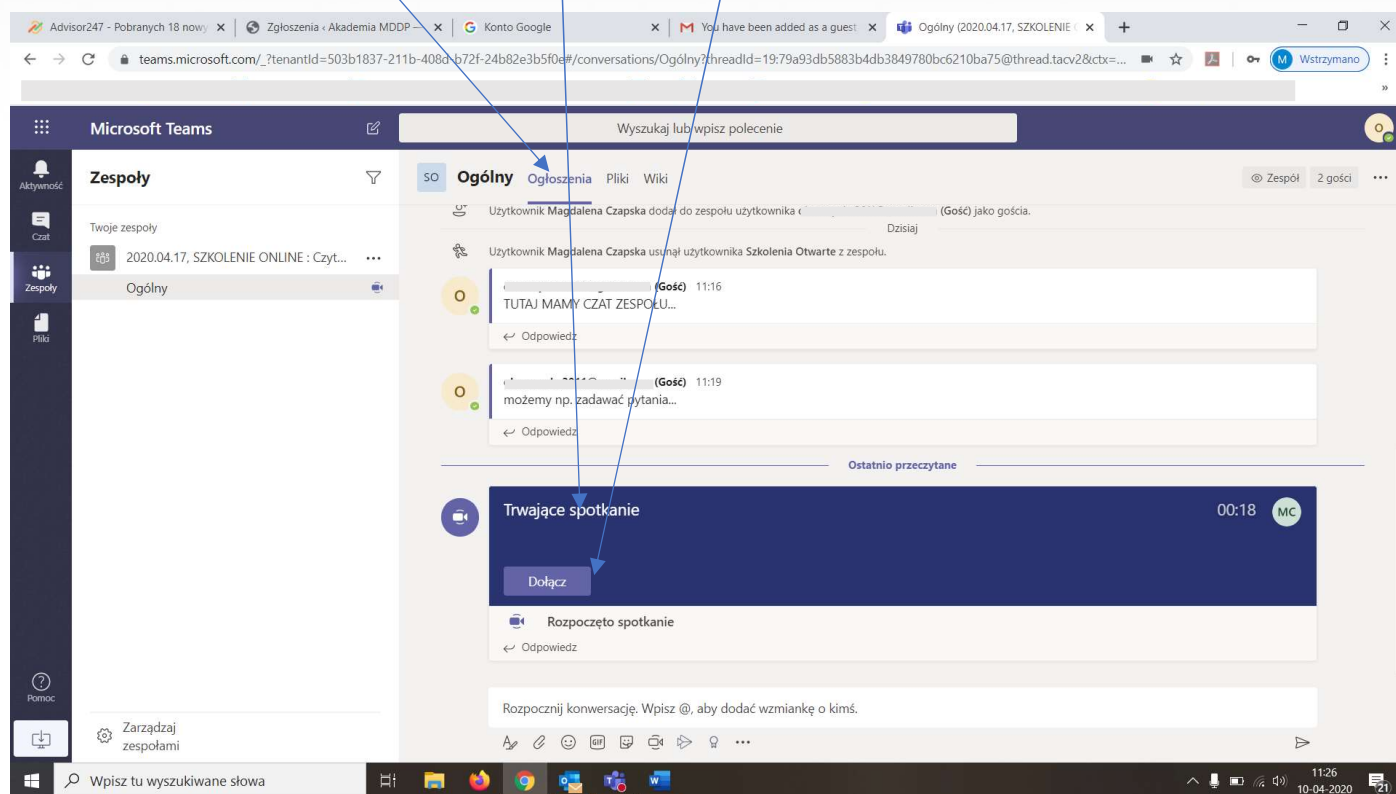 Advisor247 - Pobranych 18 nowy
Zgłoszenia ‹ Akademia MDDP —
Konto Google
You have been added as a guest
Ogólny (2020.04.17, SZKOLENIE
teams.microsoft.com/_?tenantId=503b1837-211b-408d-b72f-24b82e3b5f0e#/conversations/Ogólny?threadId=19:79a93db5883b4db3849780bc6210ba75@thread.tacv2&ctx=...
M Wstrzymano
Microsoft Teams
Wyszukaj lub wpisz polecenie
O
Aktywność
Czat
Zespoły
Pliki
Pomoc
Zespoły
Twoje zespoły
2020.04.17, SZKOLENIE ONLINE : Czyt...
Ogólny
Zarządzaj
zespołami
SO Ogólny Ogłoszenia Pliki Wiki
Zespół 2 gości
Użytkownik Magdalena Czapska dodał do zespołu użytkownika (Gość) jako gościa.
Dzisiaj
Użytkownik Magdalena Czapska usunął użytkownika Szkolenia Otwarte z zespołu.
O
(Gość) 11:16
TUTAJ MAMY CZAT ZESPOŁU...
Odpowiedz
O
(Gość) 11:19
możemy np. zadawać pytania...
Odpowiedz
Ostatnio przeczytane
Trwające spotkanie 00:18 MC
Dołącz
Rozpoczęto spotkanie
Odpowiedz
Rozpocznij konwersację. Wpisz @, aby dodać wzmiankę o kimś.
GIF
Wpisz tu wyszukiwane słowa
11:26
10-04-2020
21